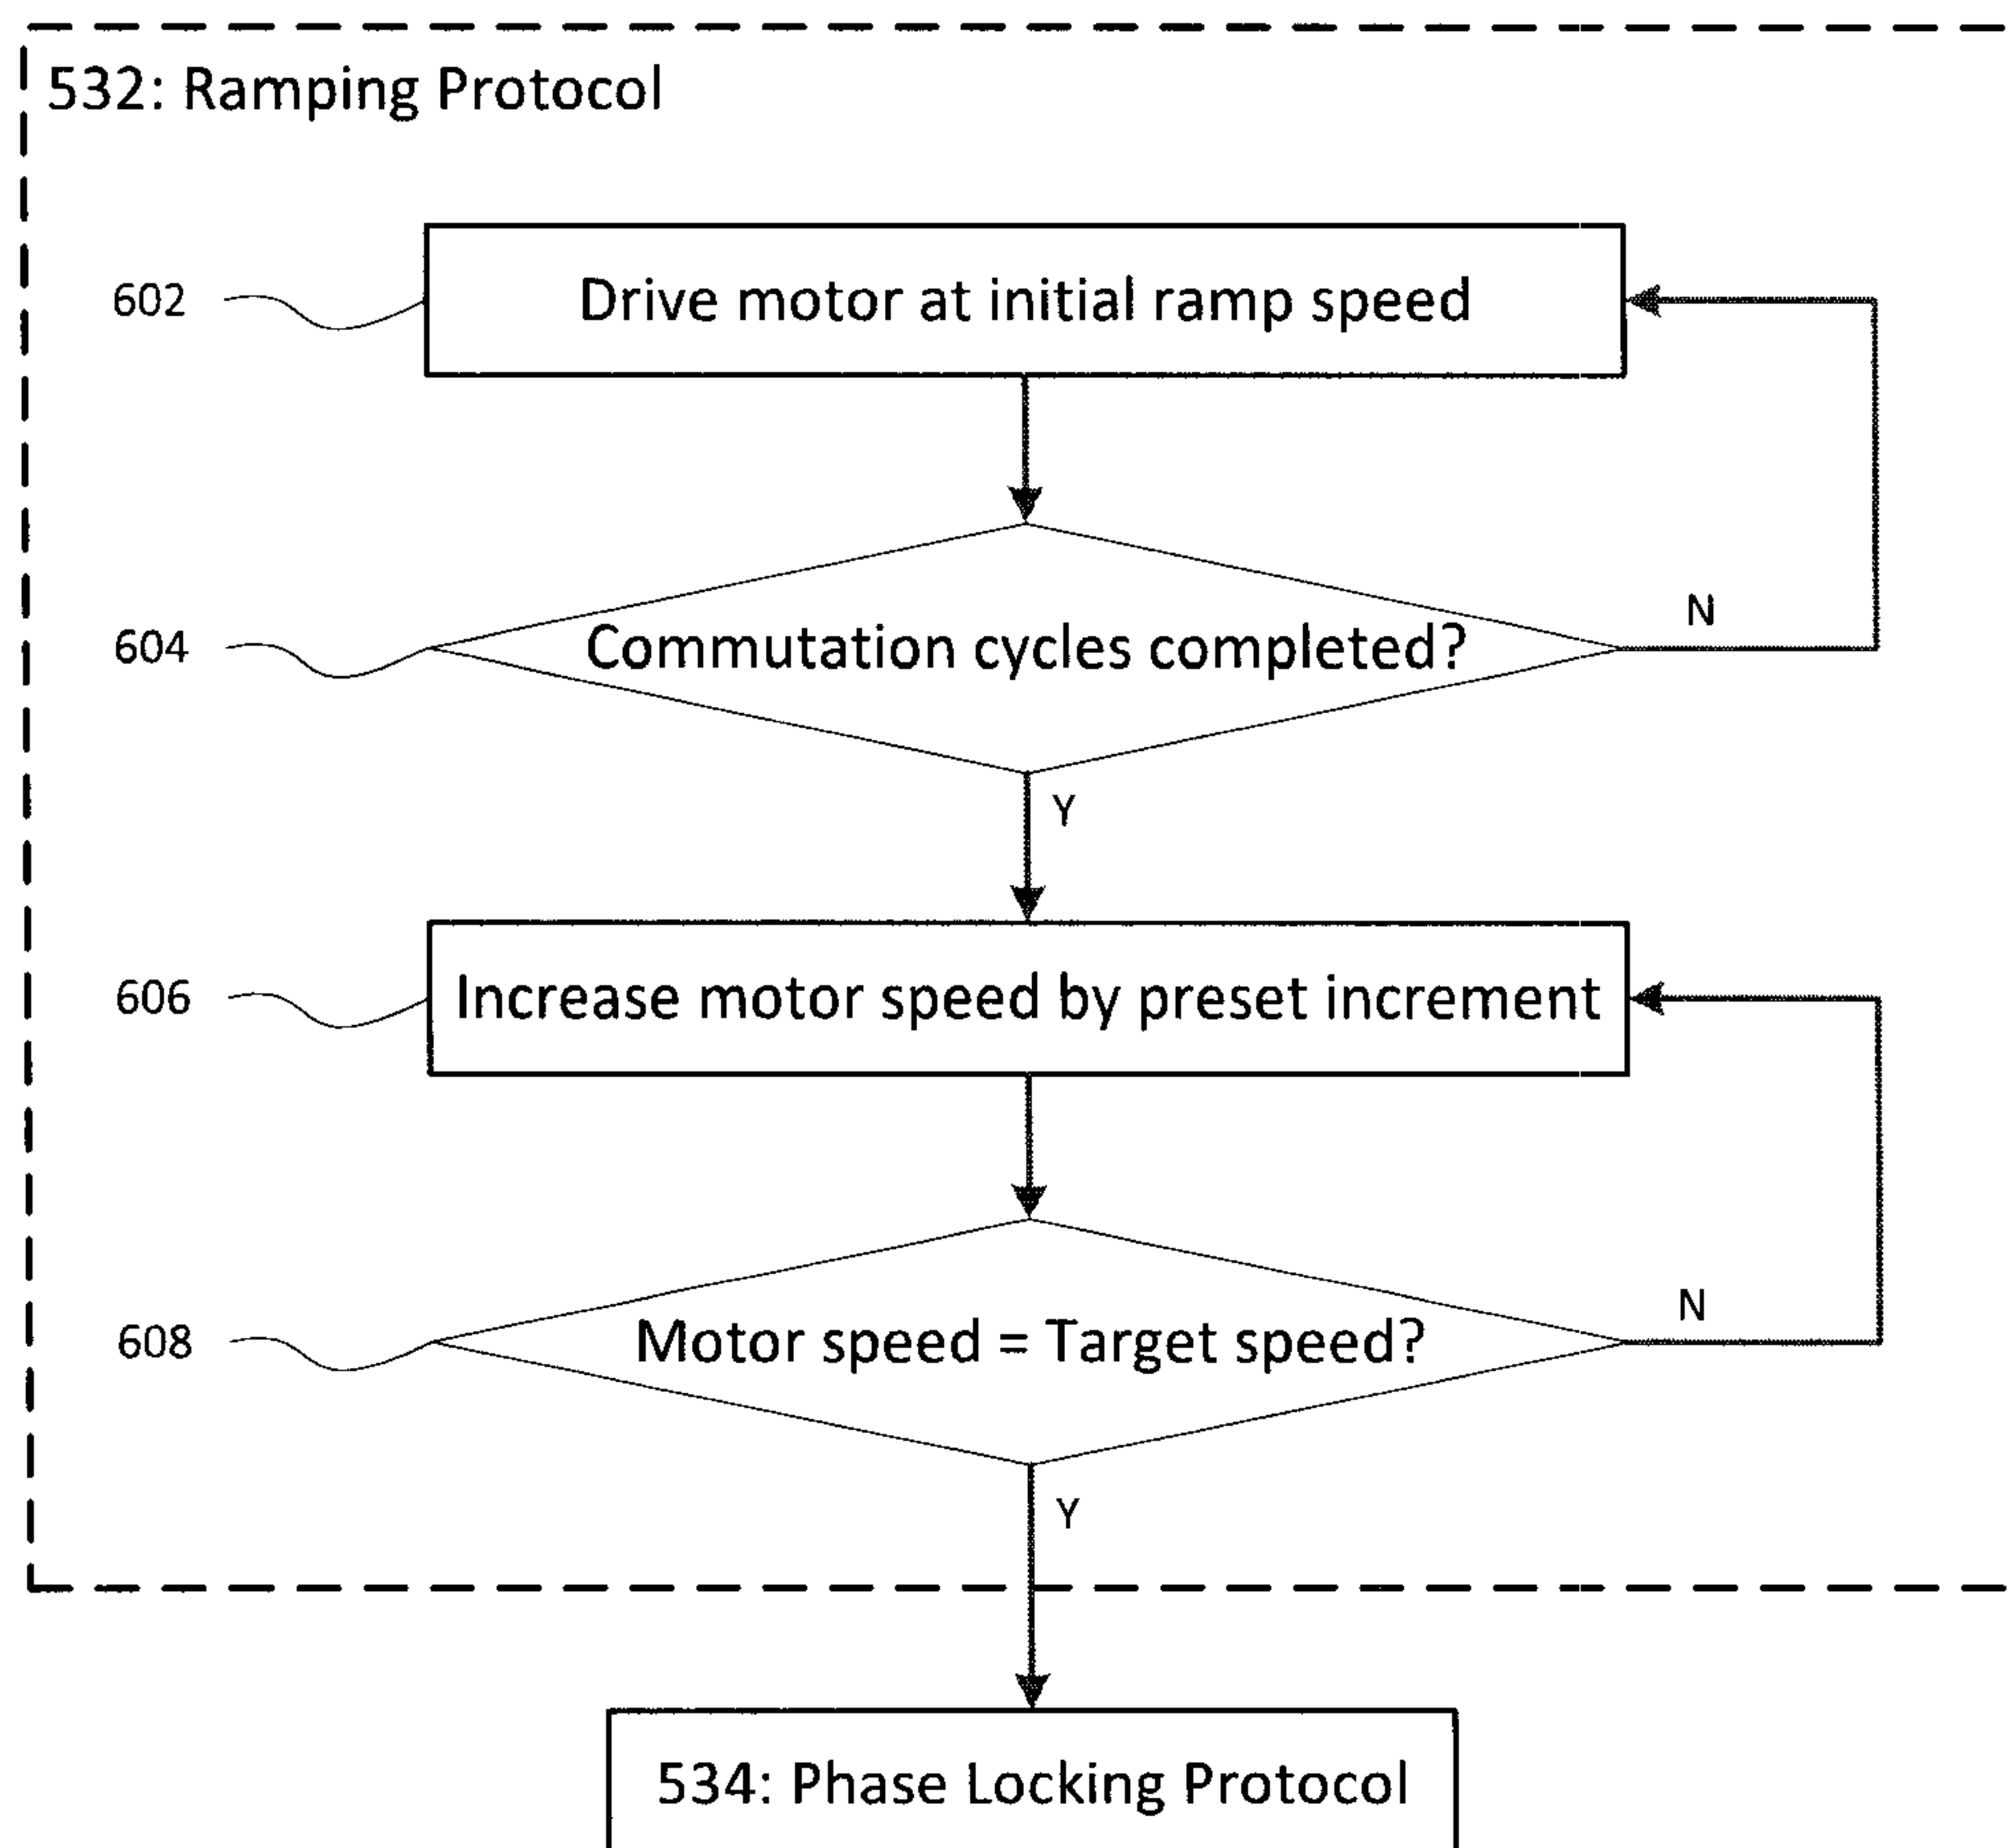 532: Ramping Protocol
602
Drive motor at initial ramp speed
604
Commutation cycles completed?
N
Y
606
Increase motor speed by preset increment
608
Motor speed = Target speed?
N
Y
534: Phase Locking Protocol